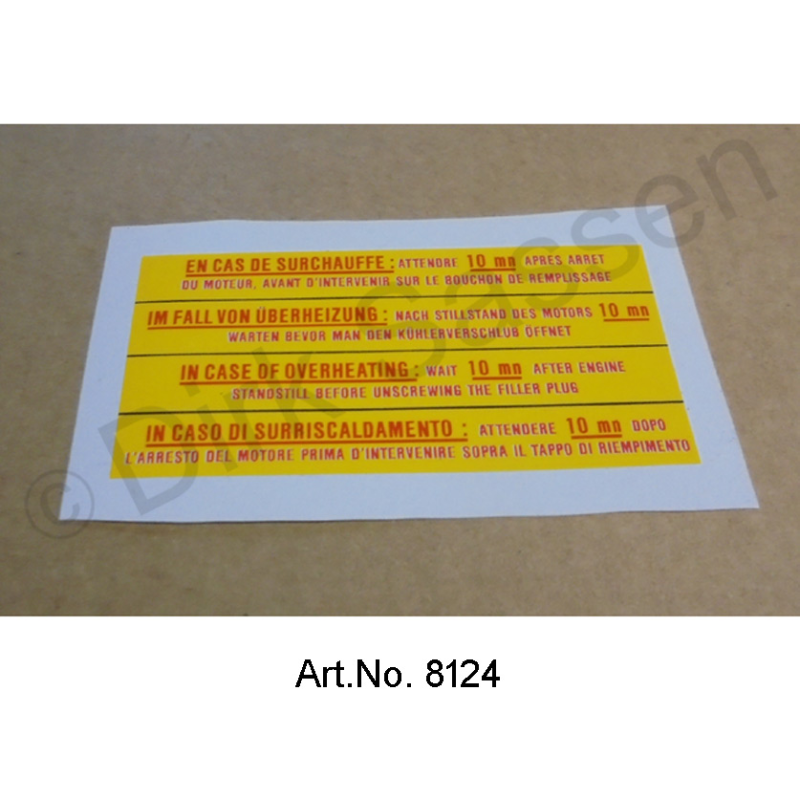 EN CAS DE SURCHAUFFE : ATTENDRE 10 mn APRES ARRET
DU MOTEUR, AVANT D'INTERVENIR SUR LE BOUCHON DE REMPLISSAGE
IM FALL VON ÜBERHEIZUNG : NACH STILLSTAND DES MOTORS 10 mn
WARTEN BEVOR MAN DEN KÜHLERVERSCHLUB ÖFFNET
IN CASE OF OVERHEATING : WAIT 10 mn AFTER ENGINE
STANDSTILL BEFORE UNSCREWING THE FILLER PLUG
IN CASO DI SURRISCALDAMENTO : ATTENDERE 10 mn DOPO
L'ARRESTO DEL MOTORE PRIMA D'INTERVENIRE SOPRA IL TAPPO DI RIEMPIMENTO
© Dirk Sassen
Art.No. 8124